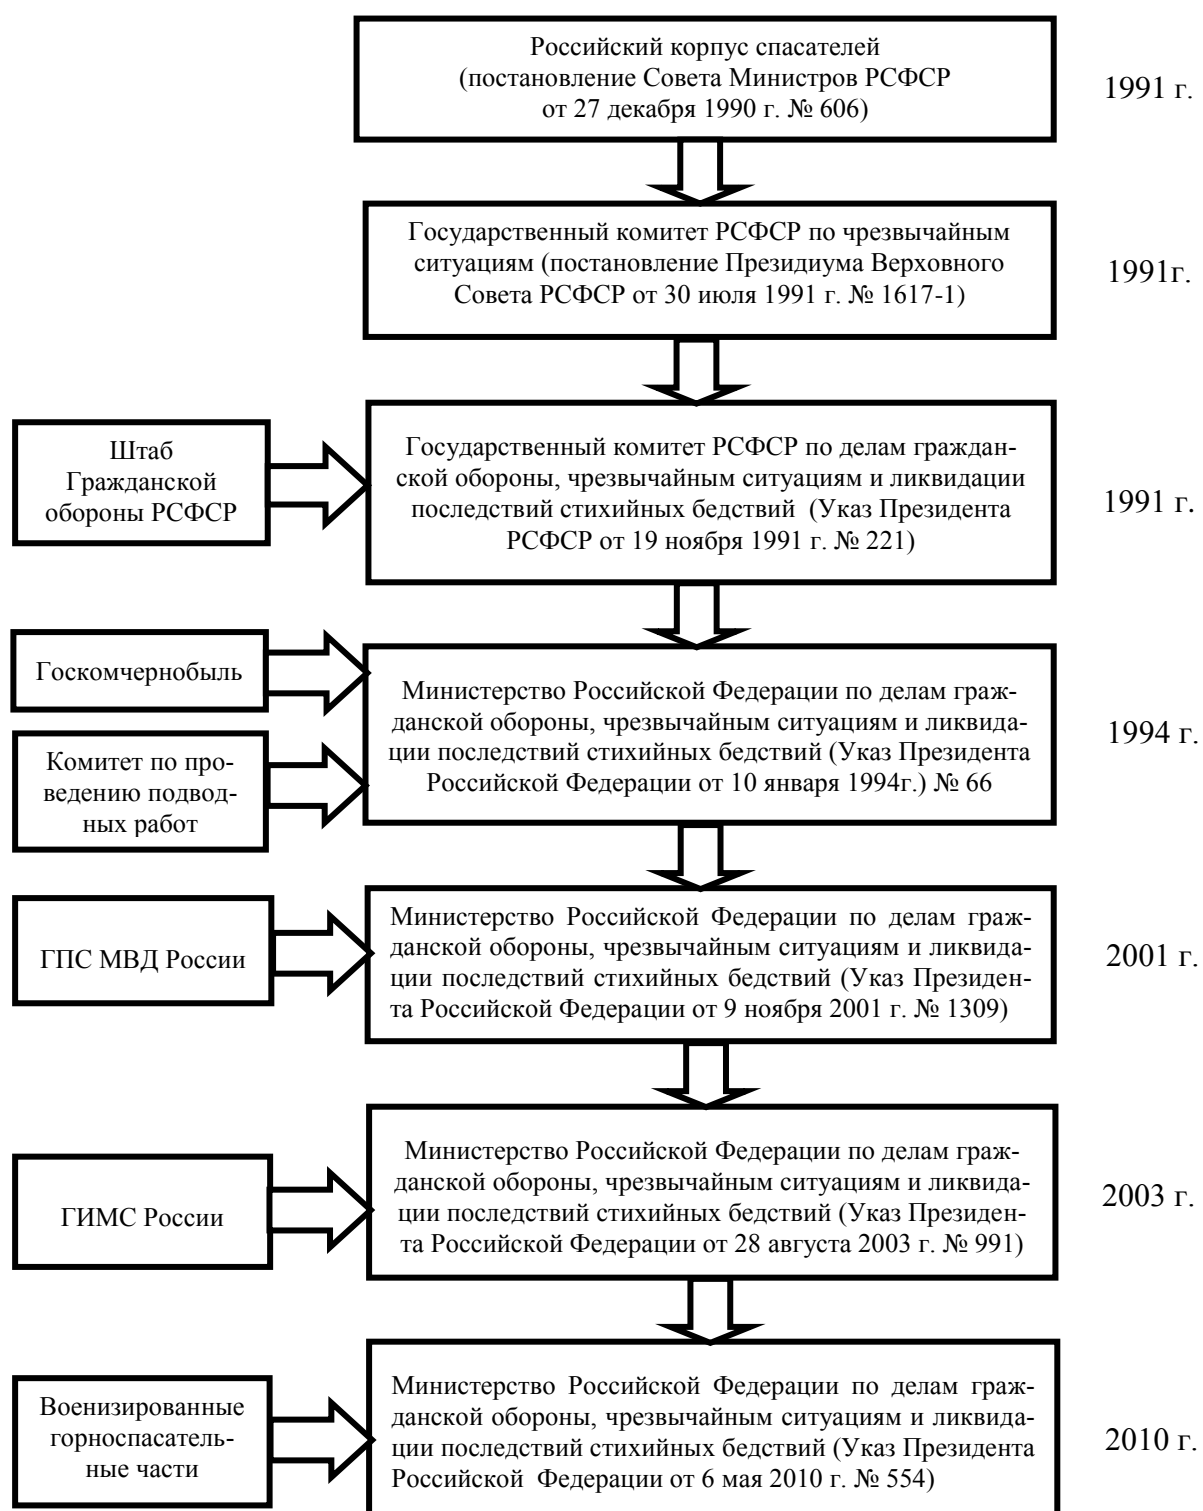 Российский корпус спасателей
(постановление Совета Министров РСФСР
от 27 декабря 1990 г. № 606)
1991 г.
Государственный комитет РСФСР по чрезвычайным
ситуациям (постановление Президиума Верховного
Совета РСФСР от 30 июля 1991 г. № 1617-1)
1991г.
Штаб
Гражданской
обороны РСФСР
Государственный комитет РСФСР по делам граждан-
ской обороны, чрезвычайным ситуациям и ликвидации
последствий стихийных бедствий (Указ Президента
РСФСР от 19 ноября 1991 г. № 221)
1991 г.
Госкомчернобыль
Комитет по про-
ведению подвод-
ных работ
Министерство Российской Федерации по делам граж-
данской обороны, чрезвычайным ситуациям и ликвида-
ции последствий стихийных бедствий (Указ Президента
Российской Федерации от 10 января 1994г.) № 66
1994 г.
ГПС МВД России
Министерство Российской Федерации по делам граж-
данской обороны, чрезвычайным ситуациям и ликвида-
ции последствий стихийных бедствий (Указ Президен-
та Российской Федерации от 9 ноября 2001 г. № 1309)
2001 г.
ГИМС России
Министерство Российской Федерации по делам граж-
данской обороны, чрезвычайным ситуациям и ликвида-
ции последствий стихийных бедствий (Указ Президен-
та Российской Федерации от 28 августа 2003 г. № 991)
2003 г.
Военизированные
горноспасатель-
ные части
Министерство Российской Федерации по делам граж-
данской обороны, чрезвычайным ситуациям и ликвида-
ции последствий стихийных бедствий (Указ Президента
Российской Федерации от 6 мая 2010 г. № 554)
2010 г.